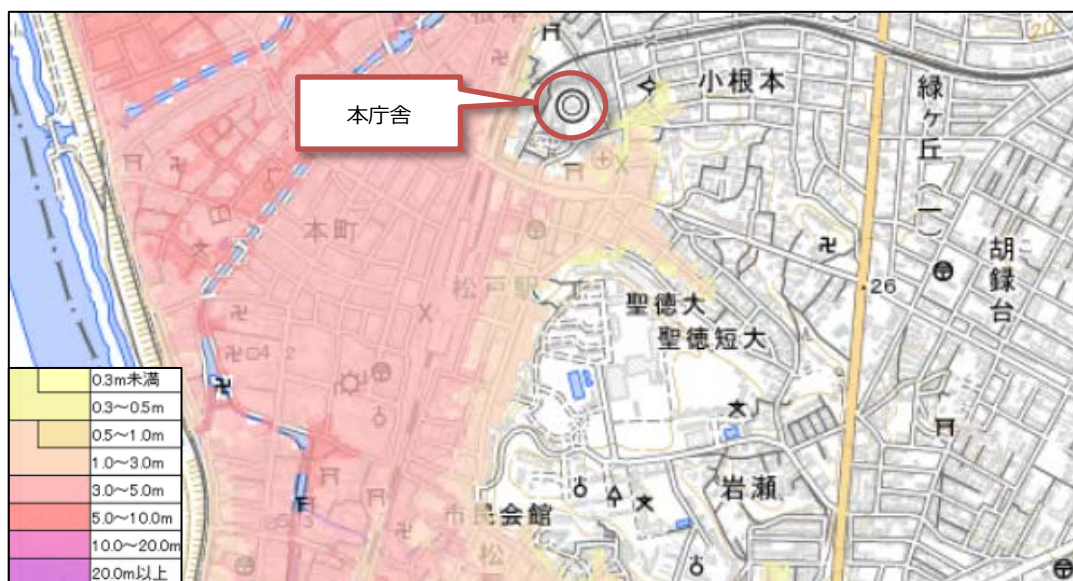 根本
20
本庁舎
小根本
緑ヶ丘(一)
本町
松戸駅
胡録台
26
聖徳大
聖徳短大
岩瀬
市民会館
松
0.3m未満
0.3～0.5m
0.5～1.0m
1.0～3.0m
3.0～5.0m
5.0～10.0m
10.0～20.0m
20.0m以上